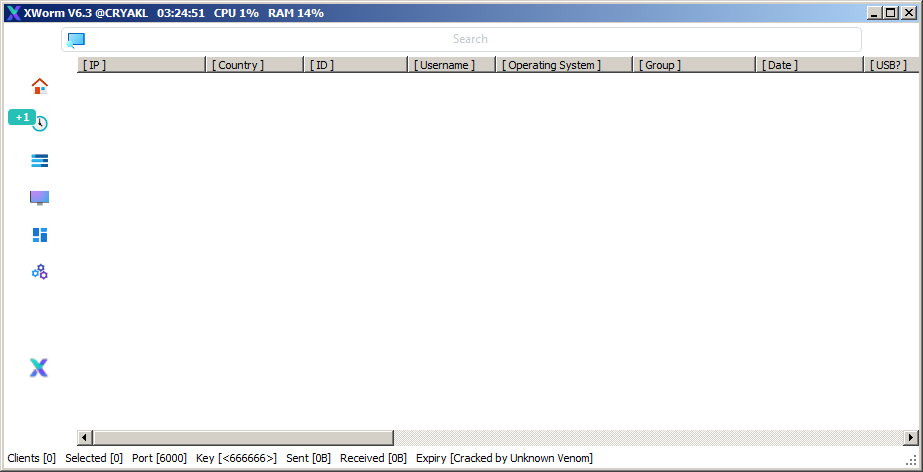 XWorm V6.3 @CRYAKL 03:24:51 CPU 1% RAM 14%
Search
[ IP ] [ Country ] [ ID ] [ Username ] [ Operating System ] [ Group ] [ Date ] [ USB? ]
+1
Clients [0] Selected [0] Port [6000] Key [<666666>] Sent [0B] Received [0B] Expiry [Cracked by Unknown Venom]